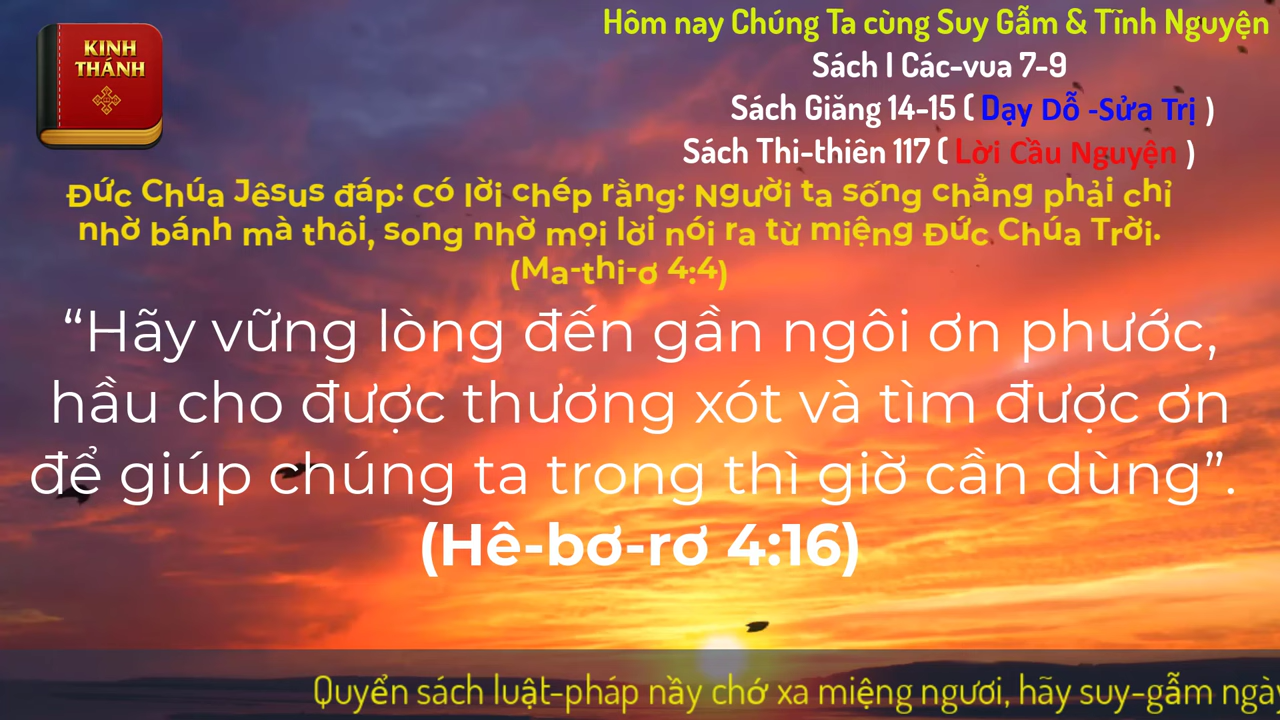 KINH
THÁNH
Hôm nay Chúng Ta cùng Suy Gẫm & Tĩnh Nguyện
Sách I Các-vua 7-9
Sách Giăng 14-15 ( Dạy Dỗ -Sửa Trị )
Sách Thi-thiên 117 ( Lời Cầu Nguyện )
Đức Chúa Jêsus đáp: Có lời chép rằng: Người ta sống chẳng phải chỉ
nhờ bánh mà thôi, song nhờ mọi lời nói ra từ miệng Đức Chúa Trời.
(Ma-thi-ơ 4:4)
“Hãy vững lòng đến gần ngôi ơn phước,
hầu cho được thương xót và tìm được ơn
để giúp chúng ta trong thì giờ cần dùng”.
(Hê-bơ-rơ 4:16)
Quyển sách luật-pháp nầy chớ xa miệng ngươi, hãy suy-gẫm ngày